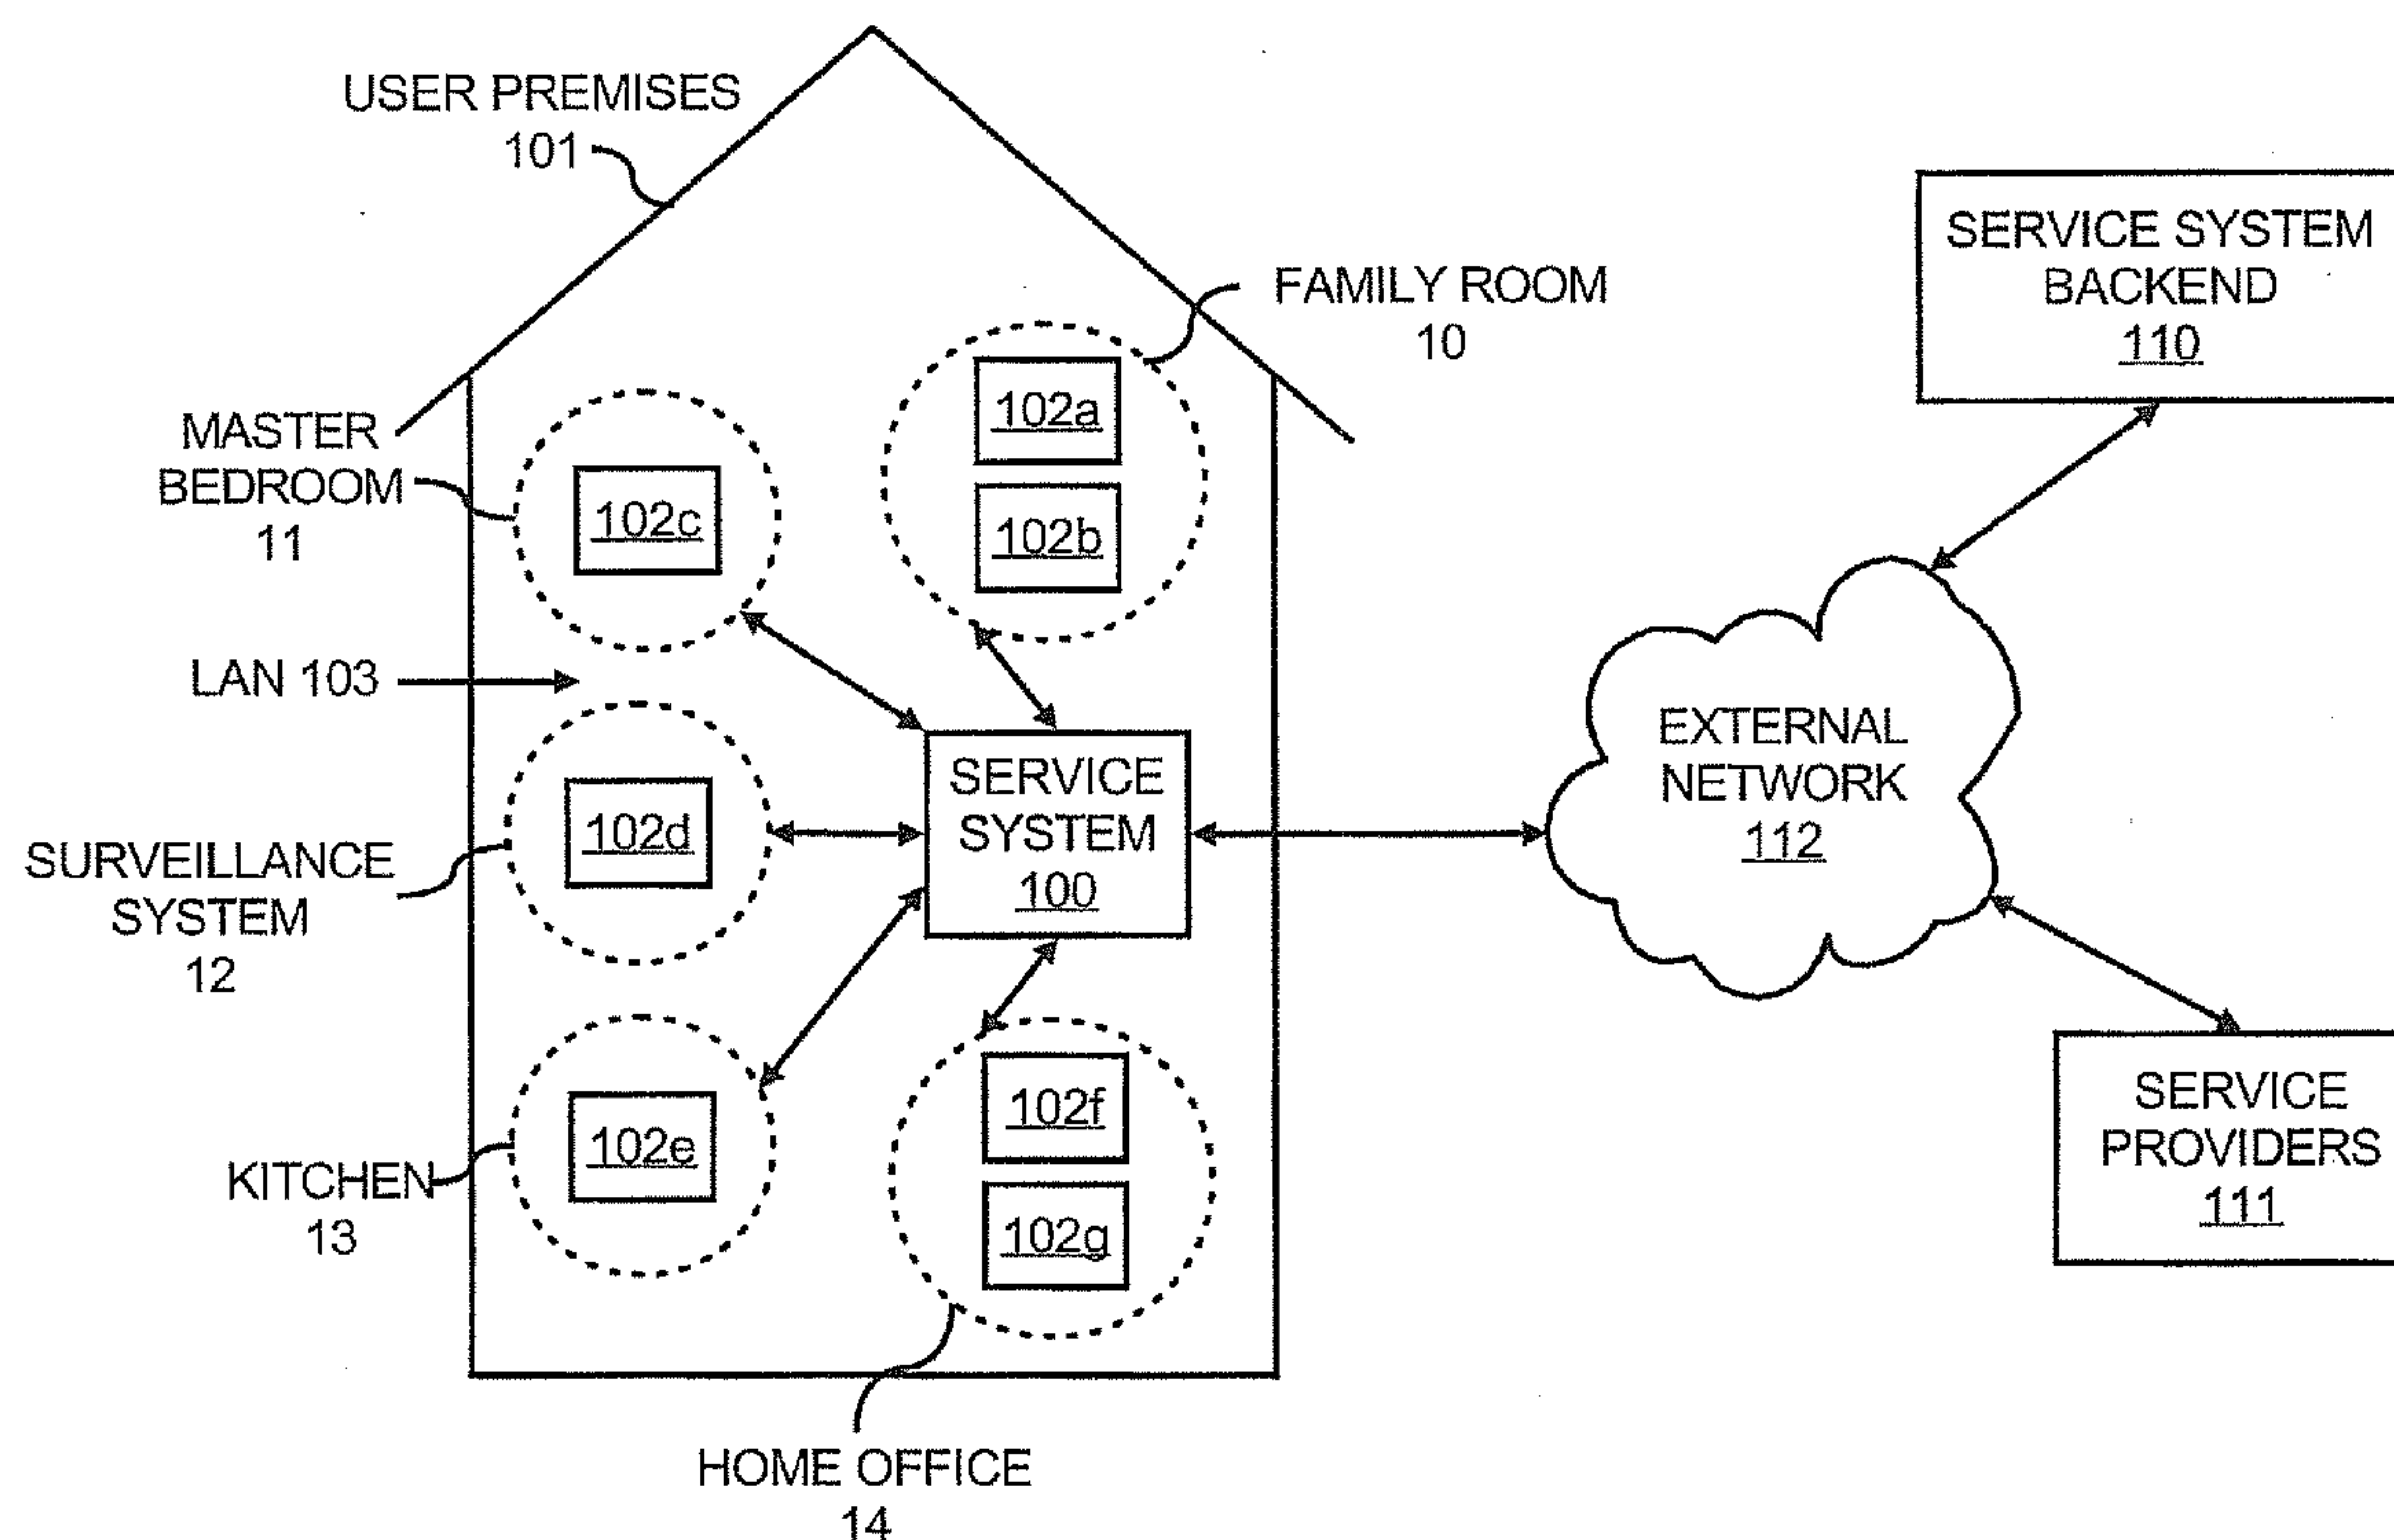 USER PREMISES
101
FAMILY ROOM
10
SERVICE SYSTEM
BACKEND
110
MASTER
BEDROOM
11
102a
102b
102c
LAN 103
SURVEILLANCE
SYSTEM
12
102d
SERVICE
SYSTEM
100
EXTERNAL
NETWORK
112
KITCHEN
13
102e
102f
102g
SERVICE
PROVIDERS
111
HOME OFFICE
14